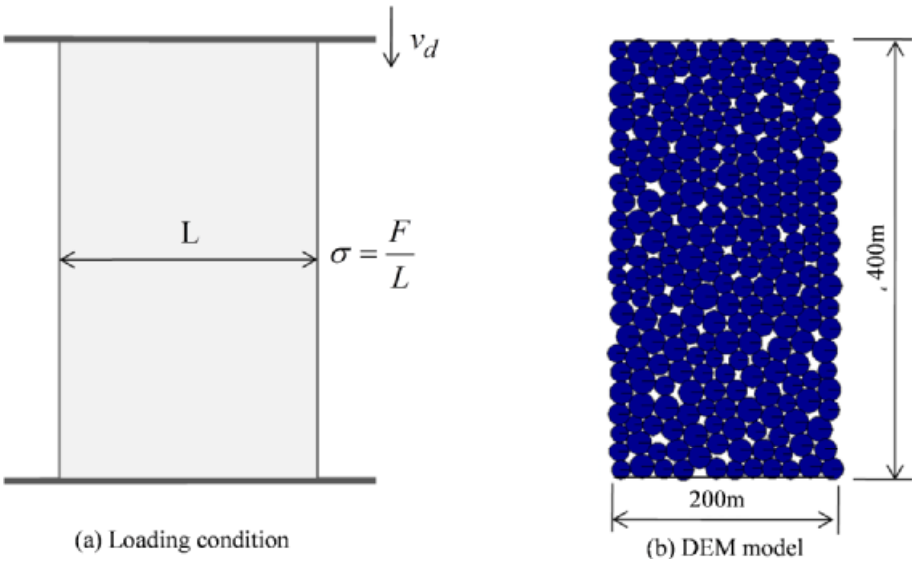 v_d
L
σ = F/L
400m
200m
(a) Loading condition
(b) DEM model